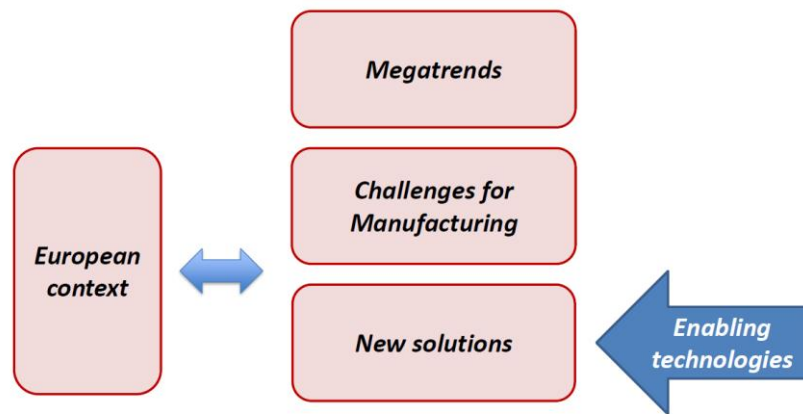 Megatrends
Challenges for
Manufacturing
European
context
New solutions
Enabling
technologies